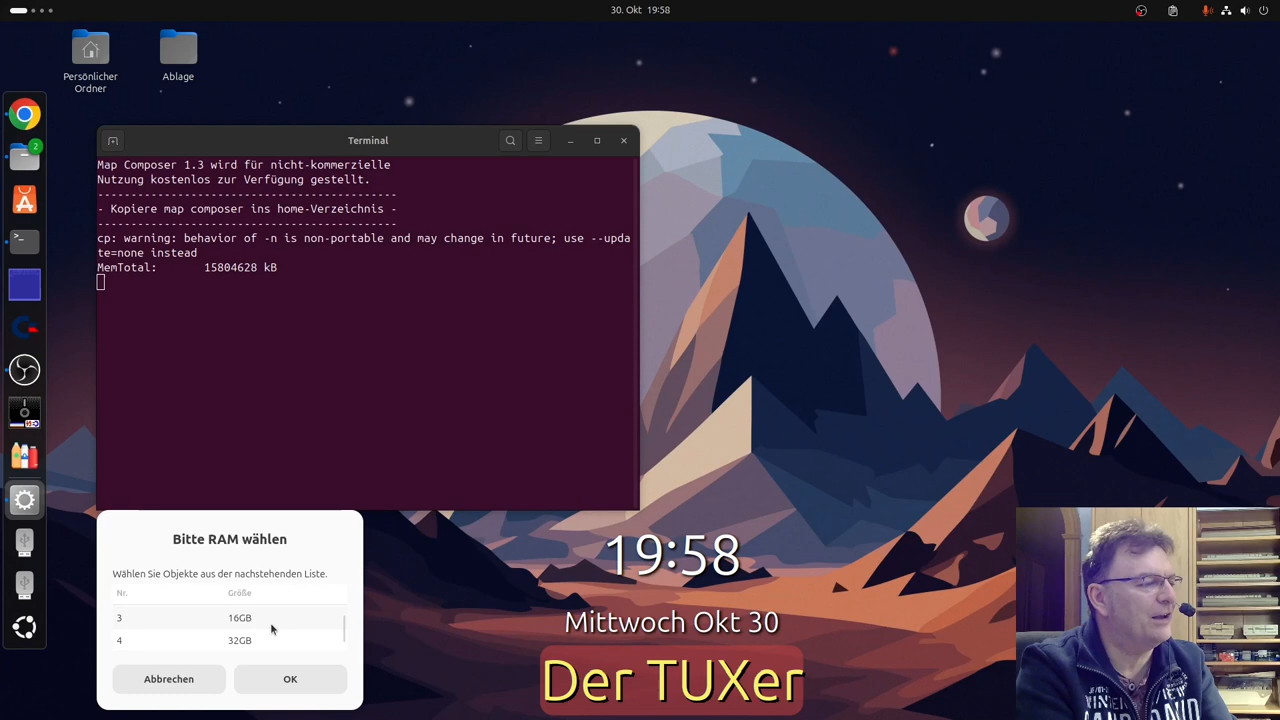 30. Okt 19:58
Persönlicher
Ordner
Ablage
2
Terminal
Map Composer 1.3 wird für nicht-kommerzielle
Nutzung kostenlos zur Verfügung gestellt.
---------------------------------------------
- Kopiere map composer ins home-Verzeichnis -
---------------------------------------------
cp: warning: behavior of -n is non-portable and may change in future; use --upda
te=none instead
MemTotal:       15804628 kB
Bitte RAM wählen
Wählen Sie Objekte aus der nachstehenden Liste.
Nr. Größe
3 16GB
4 32GB
Abbrechen OK
19:58
Mittwoch Okt 30
Der TUXer
WINTER